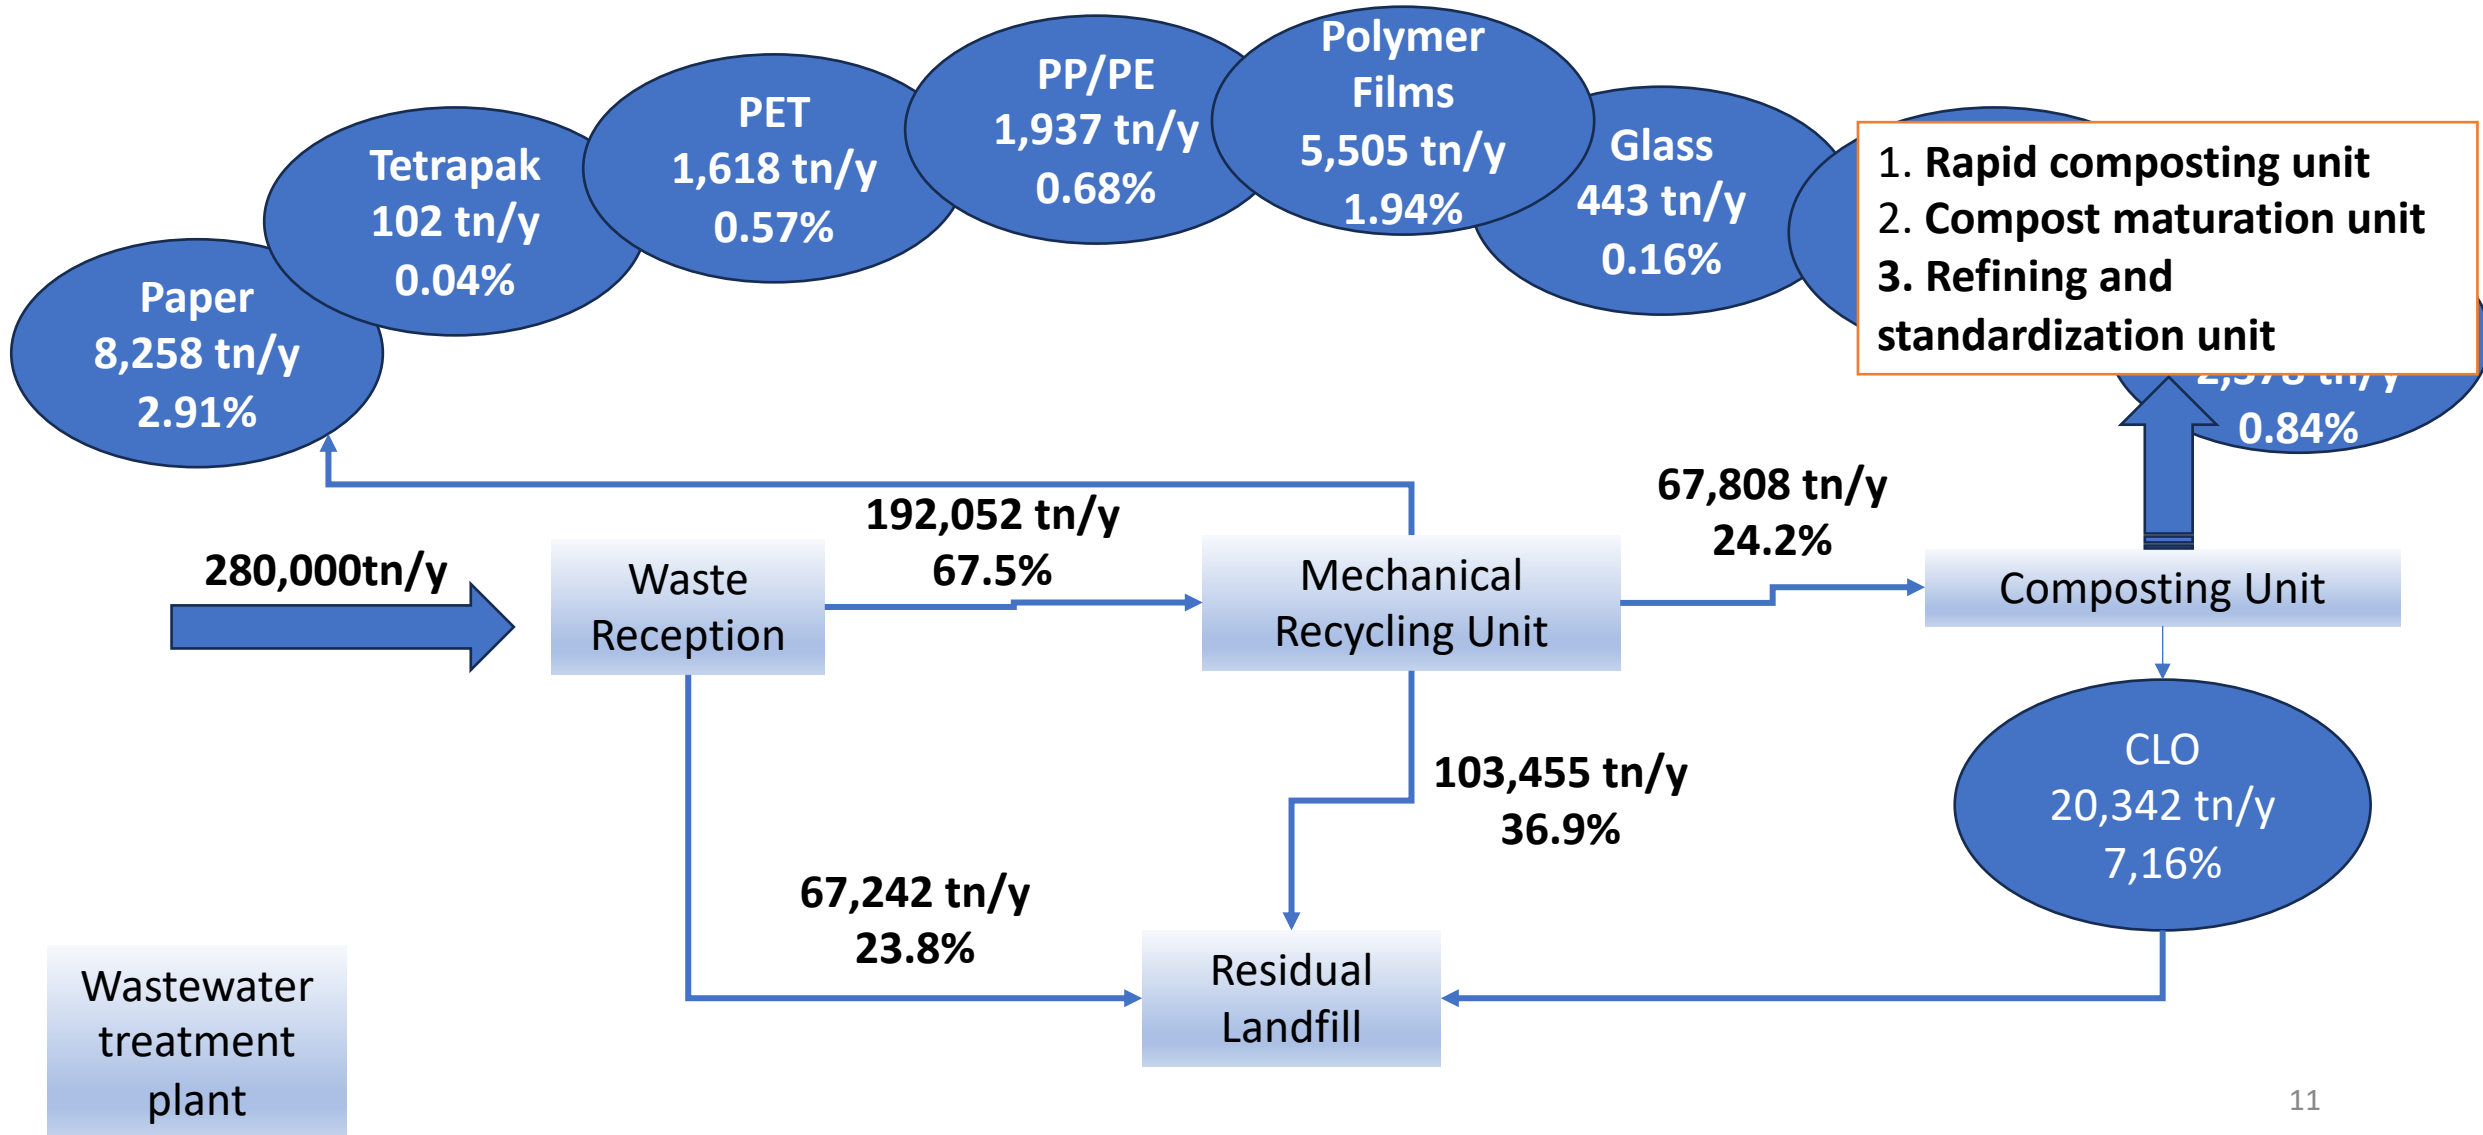 Paper
8,258 tn/y
2.91%
Tetrapak
102 tn/y
0.04%
PET
1,618 tn/y
0.57%
PP/PE
1,937 tn/y
0.68%
Polymer
Films
5,505 tn/y
1.94%
Glass
443 tn/y
0.16%
1. Rapid composting unit
2. Compost maturation unit
3. Refining and
standardization unit
tn/y
0.84%
280,000tn/y
Waste
Reception
192,052 tn/y
67.5%
Mechanical
Recycling Unit
67,808 tn/y
24.2%
Composting Unit
103,455 tn/y
36.9%
67,242 tn/y
23.8%
CLO
20,342 tn/y
7,16%
Residual
Landfill
Wastewater
treatment
plant
11